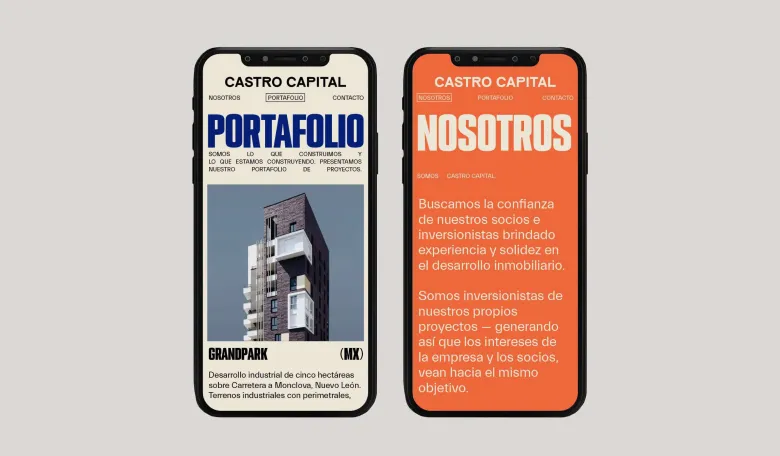 CASTRO CAPITAL
NOSOTROS PORTAFOLIO CONTACTO
PORTAFOLIO
SOMOS LO QUE CONSTRUIMOS Y
LO QUE ESTAMOS CONSTRUYENDO. PRESENTAMOS
NUESTRO PORTAFOLIO DE PROYECTOS.
GRANDPARK (MX)
Desarrollo industrial de cinco hectáreas
sobre Carretera a Monclova, Nuevo León.
Terrenos industriales con perimetrales,
CASTRO CAPITAL
NOSOTROS PORTAFOLIO CONTACTO
NOSOTROS
SOMOS CASTRO CAPITAL
Buscamos la confianza
de nuestros socios e
inversionistas brindado
experiencia y solidez en
el desarrollo inmobiliario.
Somos inversionistas de
nuestros propios
proyectos — generando
así que los intereses de
la empresa y los socios,
vean hacia el mismo
objetivo.